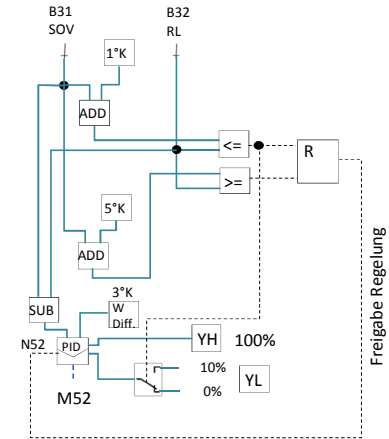 B31
SOV
B32
RL
1°K
ADD
<=
R
>=
5°K
ADD
3°K
W
Diff.
SUB
N52
PID
YH
100%
10%
0%
YL
M52
Freigabe Regelung